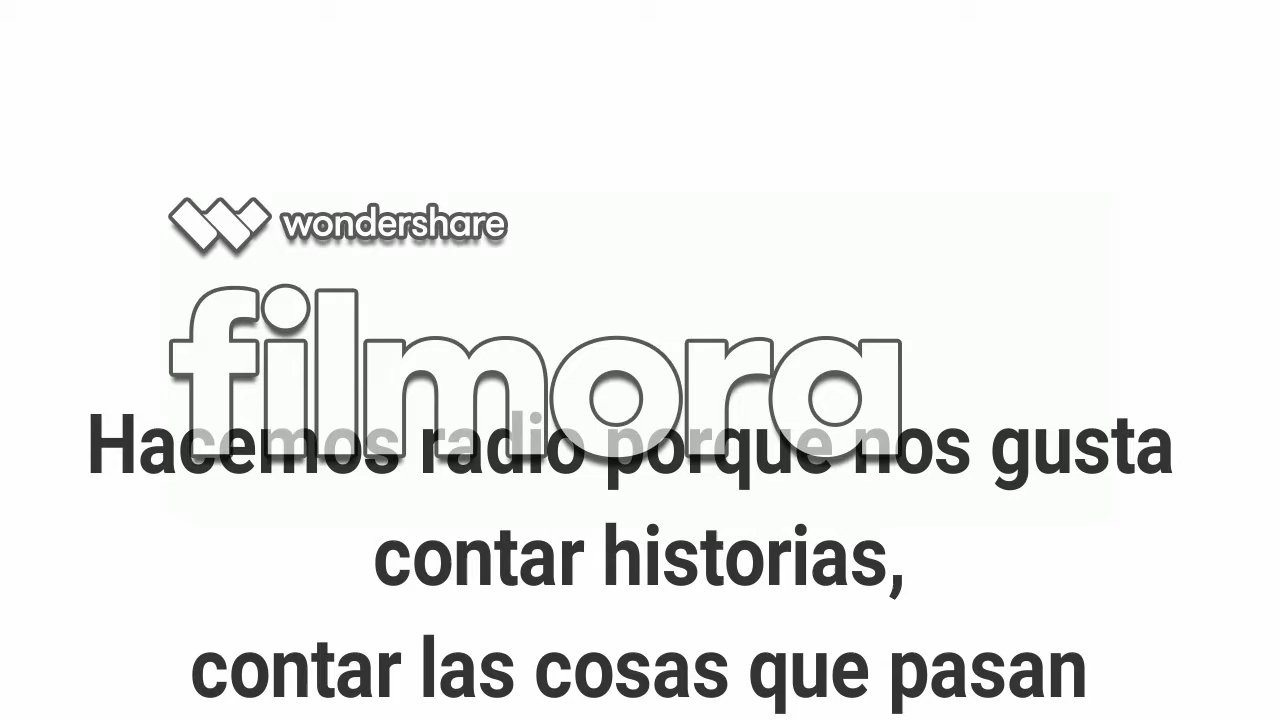 wondershare
filmora
Hacemos radio porque nos gusta
contar historias,
contar las cosas que pasan